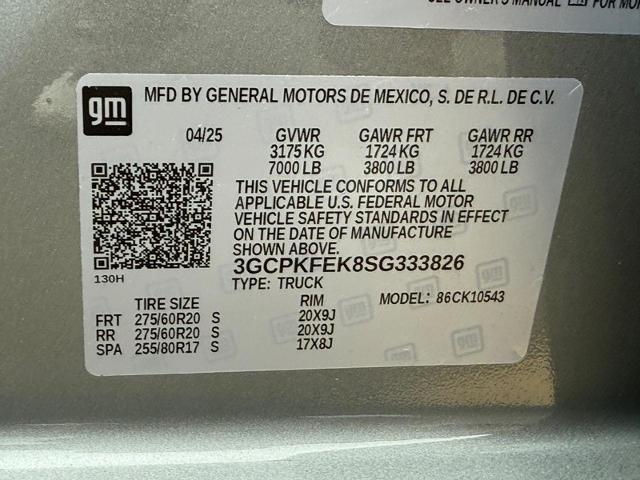 OWNER'S MANUAL FOR
gm
MFD BY GENERAL MOTORS DE MEXICO, S. DE R.L. DE C.V.
04/25 GVWR GAWR FRT GAWR RR
3175 KG 1724 KG 1724 KG
7000 LB 3800 LB 3800 LB
THIS VEHICLE CONFORMS TO ALL
APPLICABLE U.S. FEDERAL MOTOR
VEHICLE SAFETY STANDARDS IN EFFECT
ON THE DATE OF MANUFACTURE
SHOWN ABOVE.
3GCPKFEK8SG333826
130H
TYPE: TRUCK
TIRE SIZE RIM MODEL: 86CK10543
FRT 275/60R20 S 20X9J
RR 275/60R20 S 20X9J
SPA 255/80R17 S 17X8J